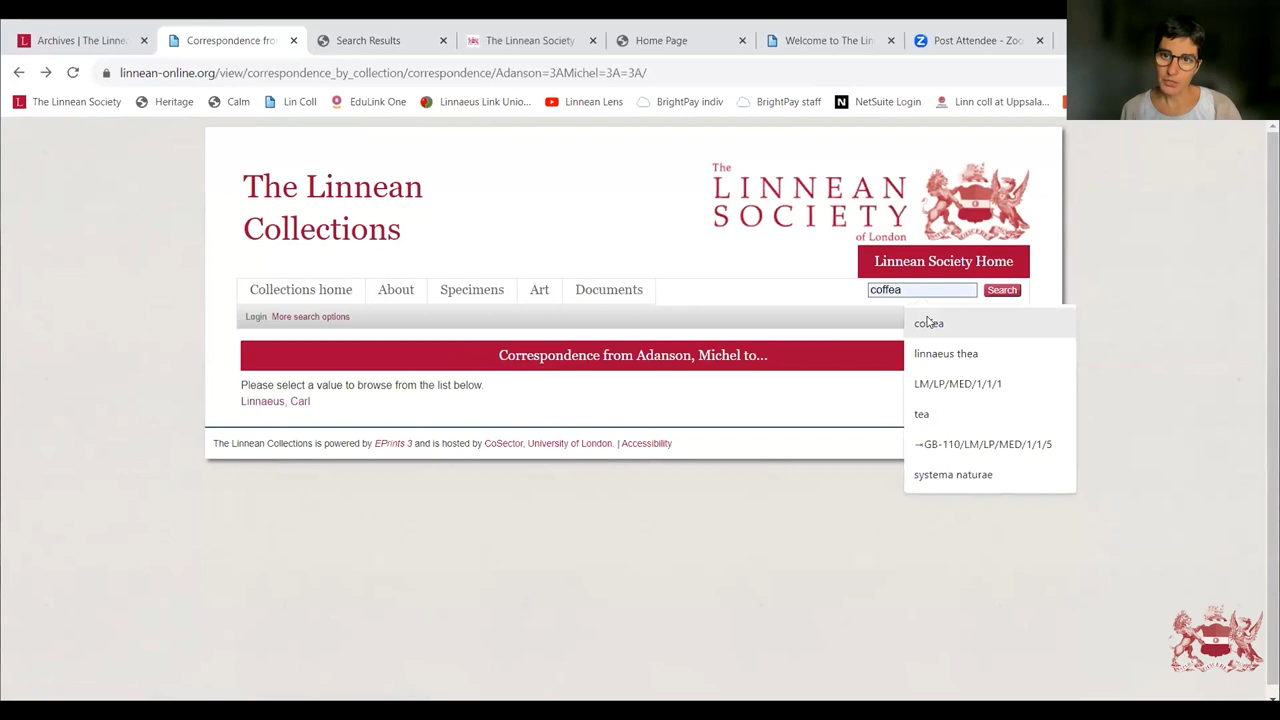 Archives | The Linnea
Correspondence fro
Search Results
The Linnean Society
Home Page
Welcome to The Lin
Post Attendee - Zoo
linnean-online.org/view/correspondence_by_collection/correspondence/Adanson=3AMichel=3A=3A/
The Linnean Society
Heritage
Calm
Lin Coll
EduLink One
Linnaeus Link Unio...
Linnean Lens
BrightPay indiv
BrightPay staff
NetSuite Login
Linn coll at Uppsala...
The Linnean
Collections
The
LINNEAN
SOCIETY
of London
Linnean Society Home
Collections home
About
Specimens
Art
Documents
coffea
Search
Login
More search options
coffea
Correspondence from Adanson, Michel to...
linnaeus thea
Please select a value to browse from the list below.
LM/LP/MED/1/1/1
Linnaeus, Carl
tea
The Linnean Collections is powered by EPrints 3 and is hosted by CoSector, University of London. | Accessibility
⊸GB-110/LM/LP/MED/1/1/5
systema naturae